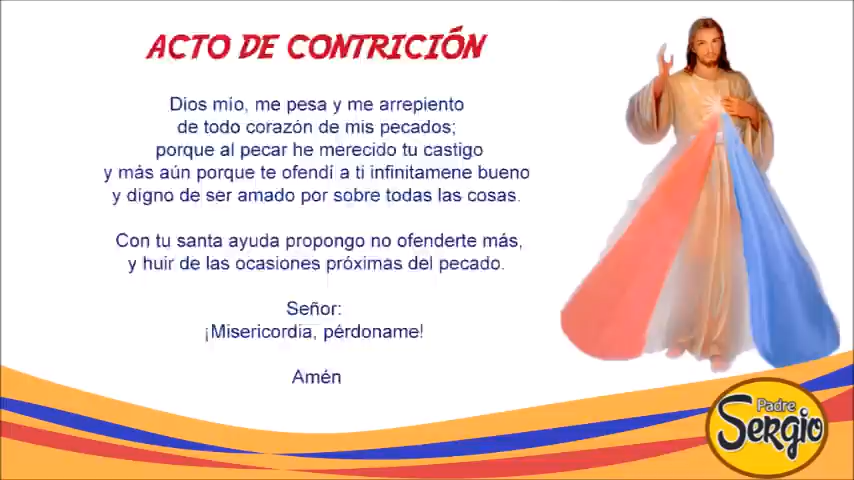 ACTO DE CONTRICIÓN
Dios mío, me pesa y me arrepiento
de todo corazón de mis pecados;
porque al pecar he merecido tu castigo
y más aún porque te ofendí a ti infinitamene bueno
y digno de ser amado por sobre todas las cosas.
Con tu santa ayuda propongo no ofenderte más,
y huir de las ocasiones próximas del pecado.
Señor:
¡Misericordia, pérdoname!
Amén
Padre
Sergio